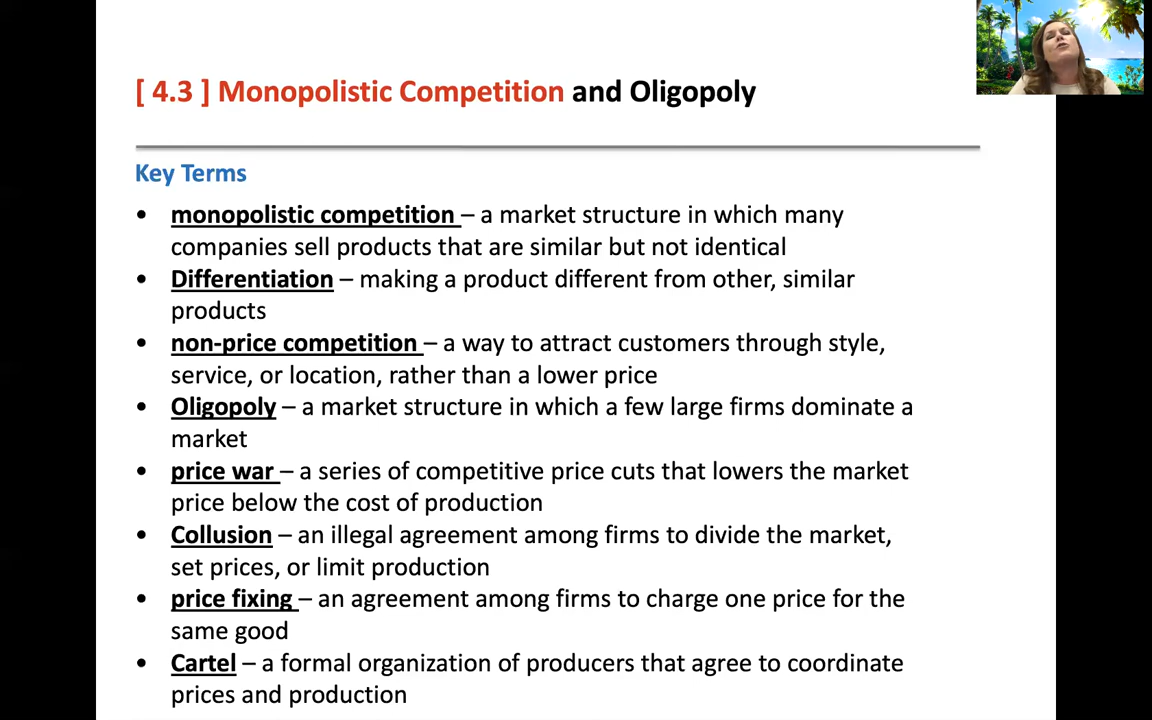 [ 4.3 ] Monopolistic Competition and Oligopoly
Key Terms
• monopolistic competition – a market structure in which many
companies sell products that are similar but not identical
• Differentiation – making a product different from other, similar
products
• non-price competition – a way to attract customers through style,
service, or location, rather than a lower price
• Oligopoly – a market structure in which a few large firms dominate a
market
• price war – a series of competitive price cuts that lowers the market
price below the cost of production
• Collusion – an illegal agreement among firms to divide the market,
set prices, or limit production
• price fixing – an agreement among firms to charge one price for the
same good
• Cartel – a formal organization of producers that agree to coordinate
prices and production